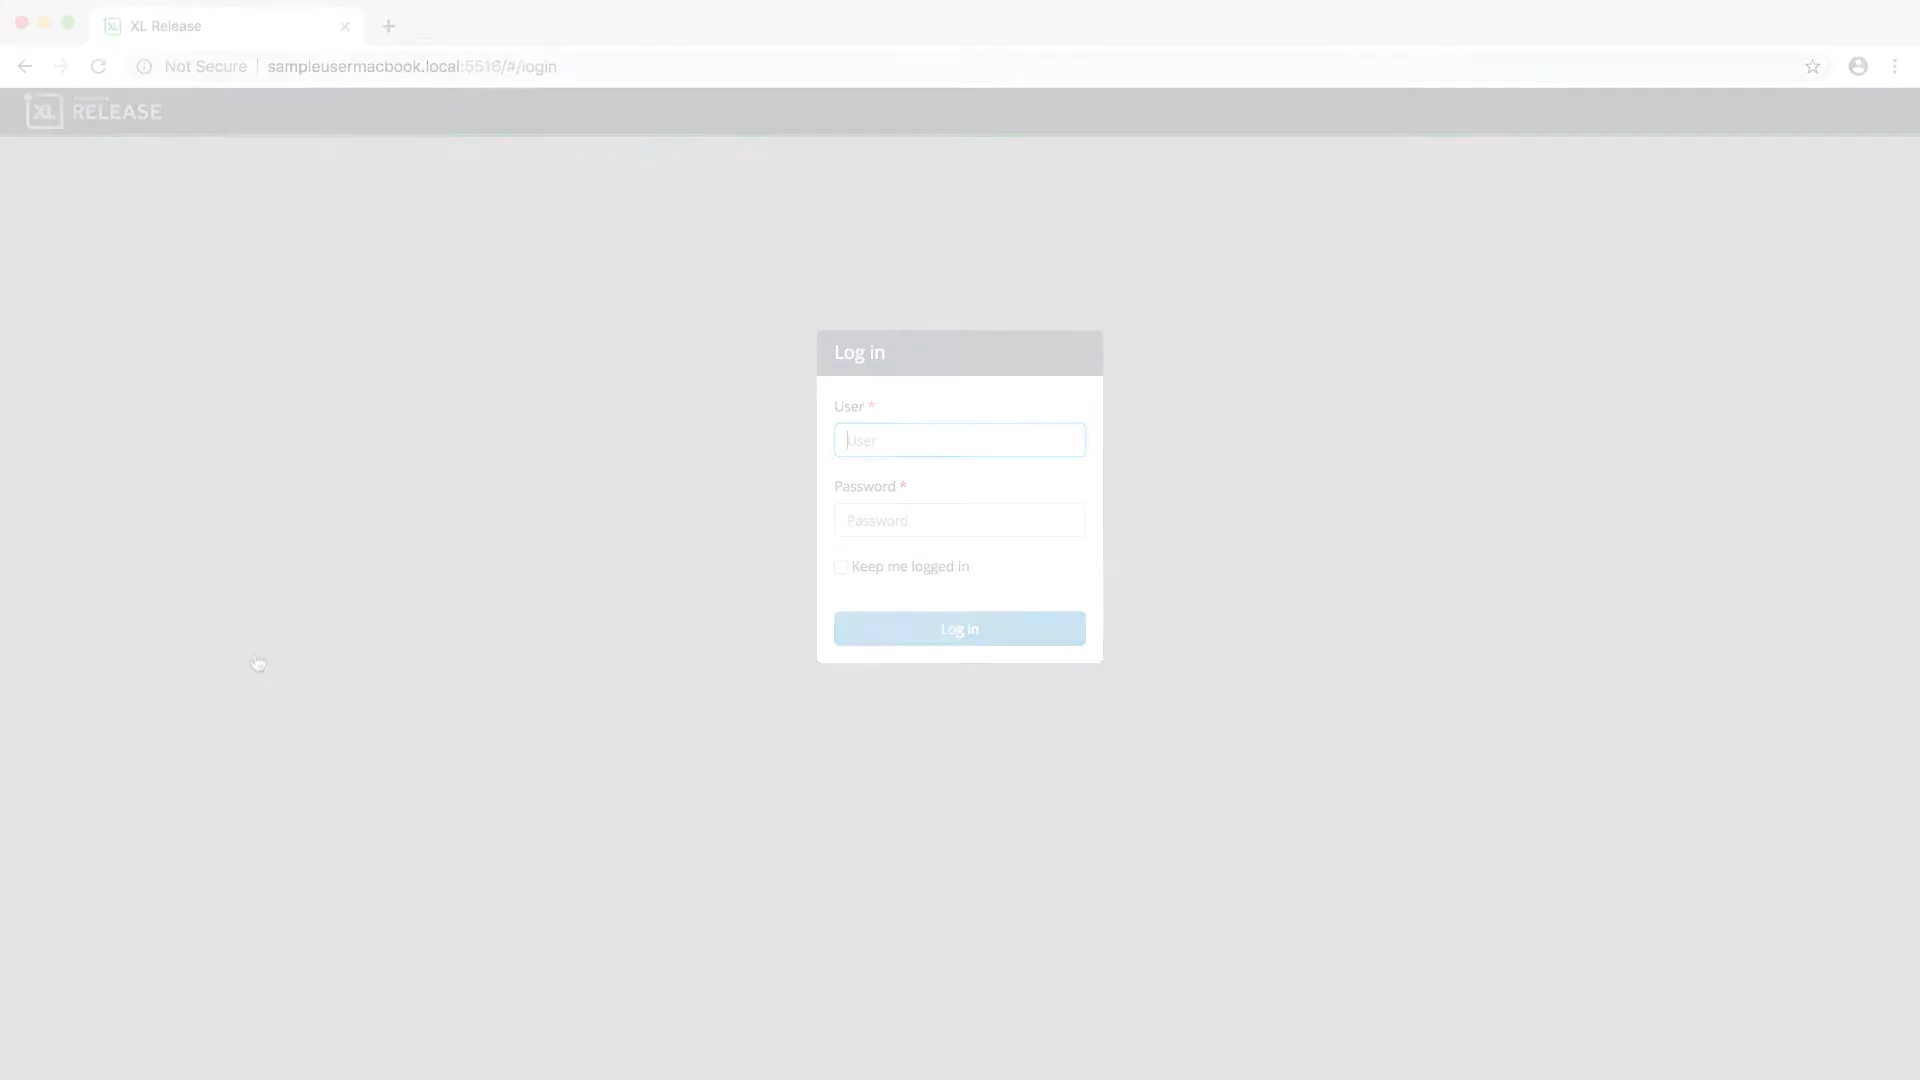 XL Release
Not Secure | sampleusermacbook.local:5516/#/login
XL RELEASE
Log in
User *
User
Password *
Password
Keep me logged in
Log in